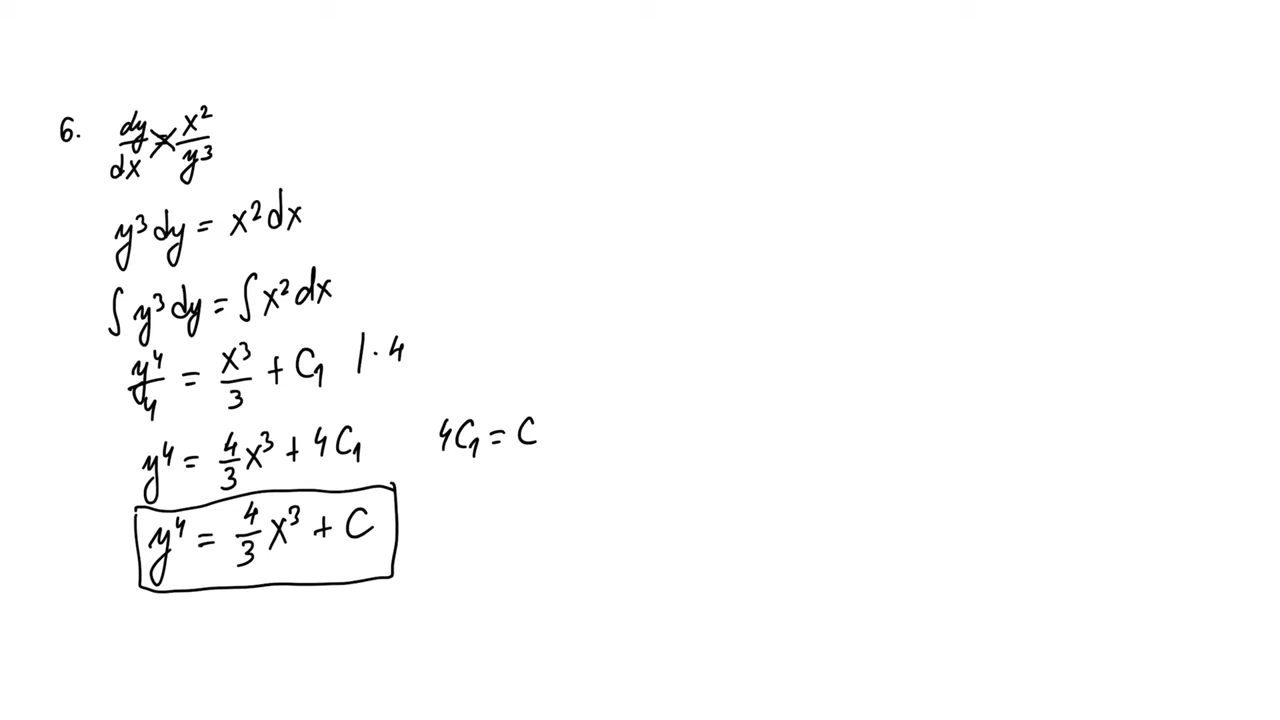 6. dy/dx = x²/y³
y³dy = x²dx
∫y³dy = ∫x²dx
y⁴/4 = x³/3 + C₁ |·4
y⁴ = 4/3 x³ + 4C₁ 4C₁ = C
y⁴ = 4/3 x³ + C